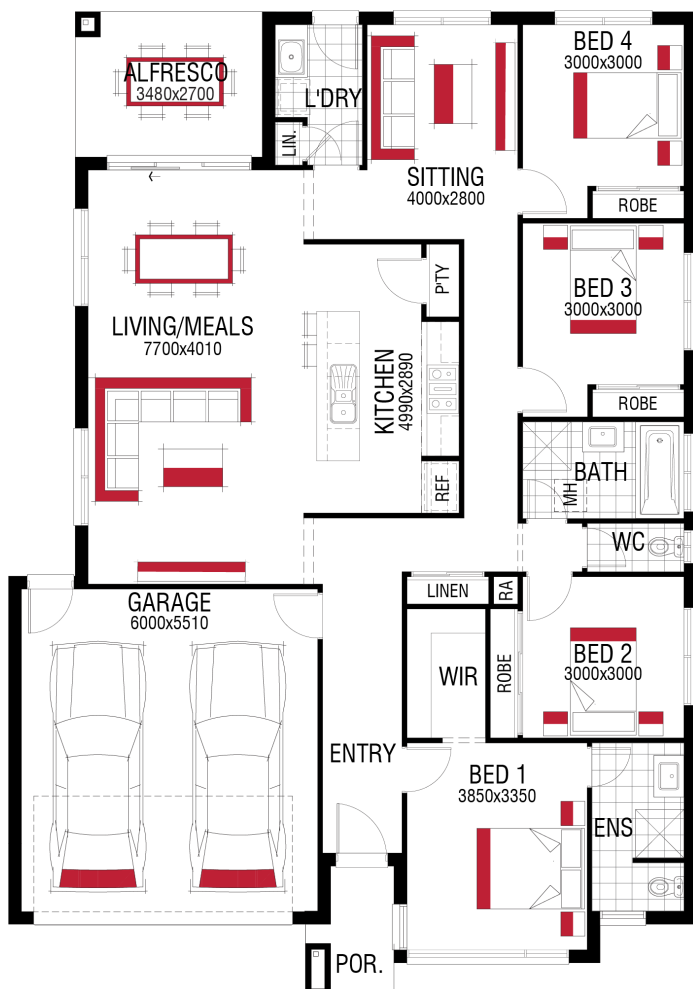 ALFRESCO
3480x2700
L'DRY
LIN.
SITTING
4000x2800
BED 4
3000x3000
ROBE
LIVING/MEALS
7700x4010
P'TY
KITCHEN
4990x2890
REF
BED 3
3000x3000
ROBE
BATH
MH
WC
GARAGE
6000x5510
LINEN
RA
WIR
ROBE
BED 2
3000x3000
ENTRY
BED 1
3850x3350
ENS
POR.